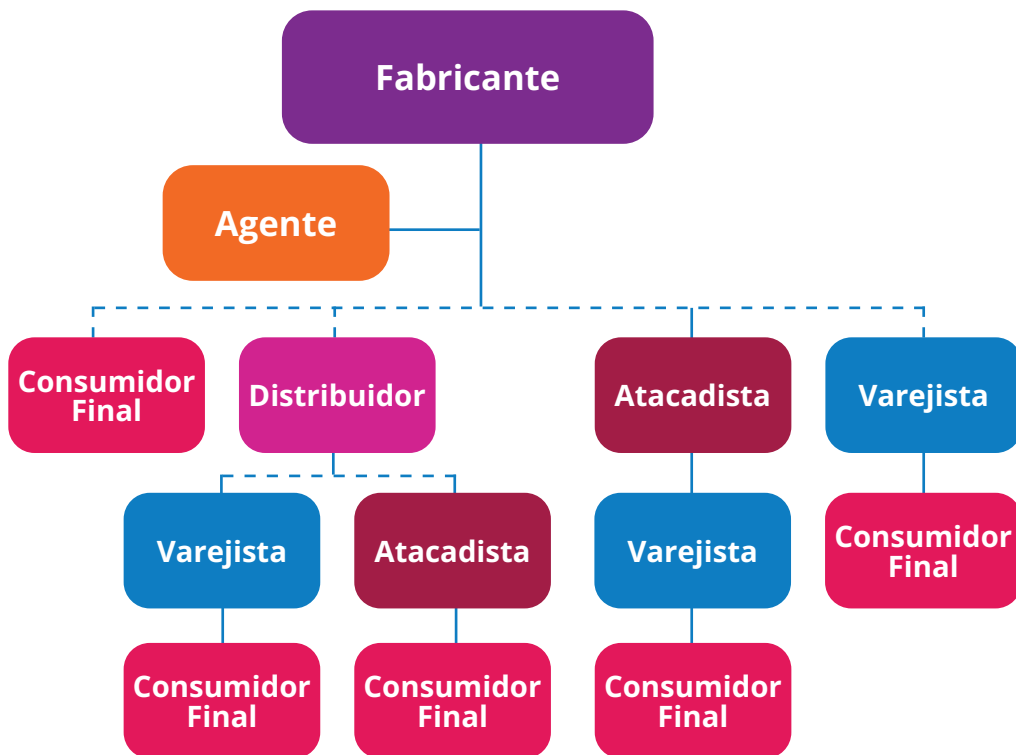 Fabricante
Agente
Consumidor
Final
Distribuidor
Atacadista
Varejista
Varejista
Atacadista
Varejista
Consumidor
Final
Consumidor
Final
Consumidor
Final
Consumidor
Final